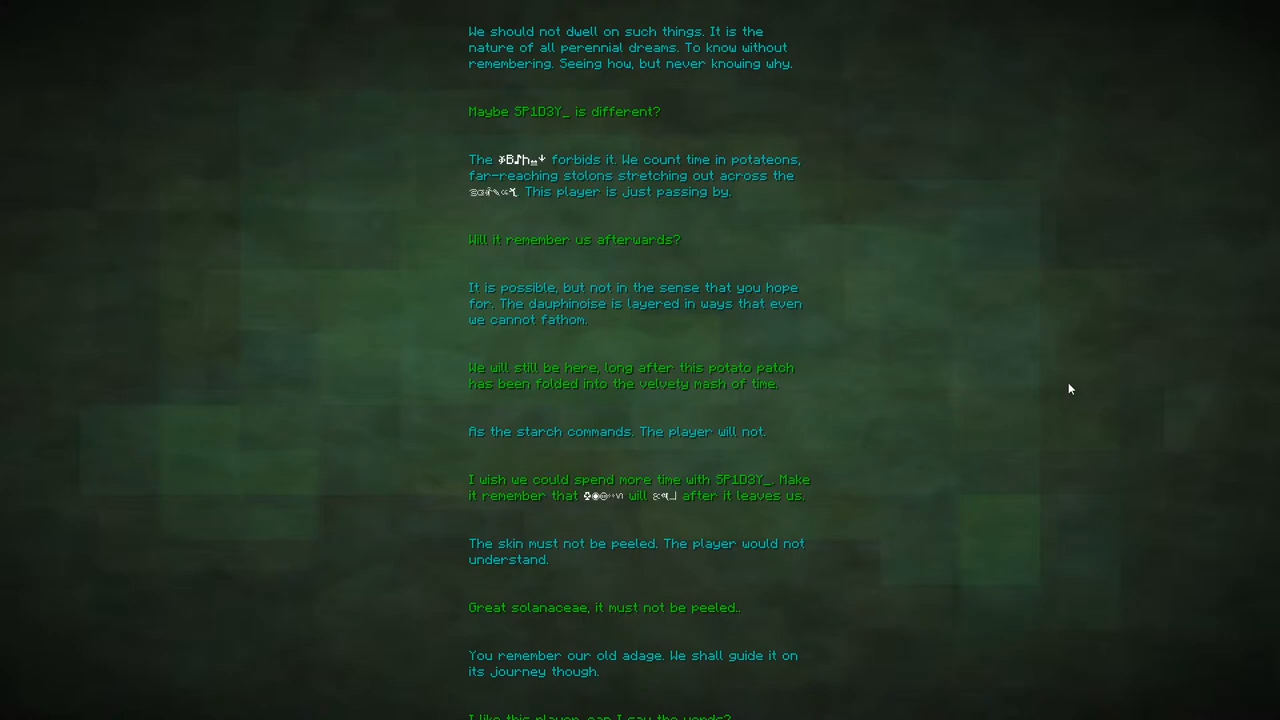 We should not dwell on such things. It is the
nature of all perennial dreams. To know without
remembering. Seeing how, but never knowing why.
Maybe SP1D3Y_ is different?
The forbids it. We count time in potateons,
far-reaching stolons stretching out across the
. This player is just passing by.
Will it remember us afterwards?
It is possible, but not in the sense that you hope
for. The dauphinoise is layered in ways that even
we cannot fathom.
We will still be here, long after this potato patch
has been folded into the velvety mash of time.
As the starch commands. The player will not.
I wish we could spend more time with SP1D3Y_. Make
it remember that will after it leaves us.
The skin must not be peeled. The player would not
understand.
Great solanaceae, it must not be peeled..
You remember our old adage. We shall guide it on
its journey though.
I like this player, can I say the words?